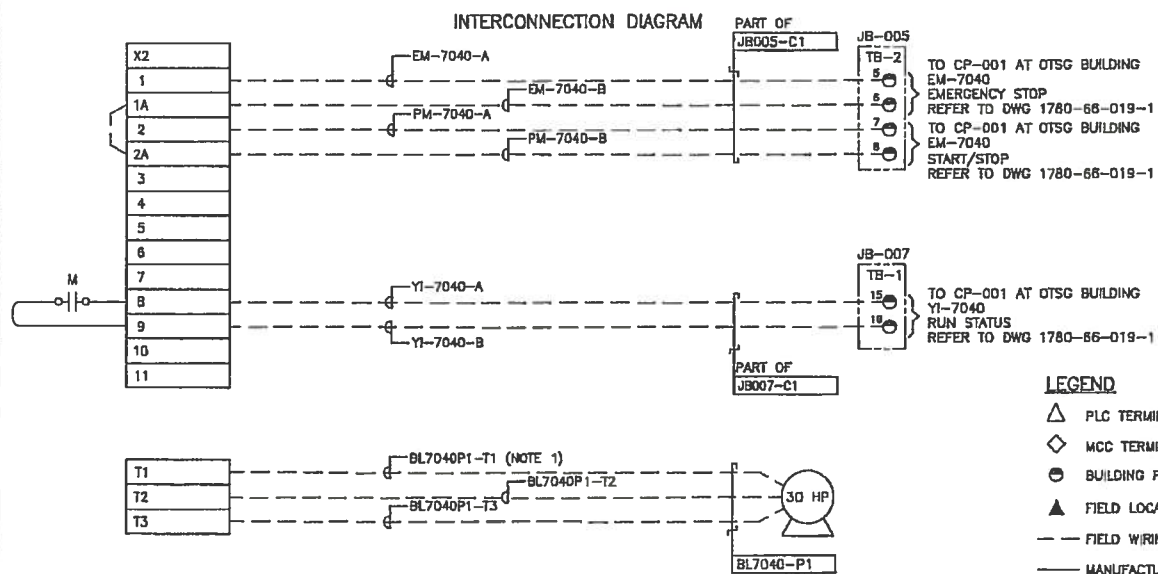 INTERCONNECTION DIAGRAM
PART OF
JB005-C1
JB-005
TB-2
X2
1
1A
2
2A
3
4
5
6
7
8
9
10
11
M
EM-7040-A
EM-7040-B
PM-7040-A
PM-7040-B
5
6
7
8
TO CP-001 AT OTSG BUILDING
EM-7040
EMERGENCY STOP
REFER TO DWG 1780-66-019-1
TO CP-001 AT OTSG BUILDING
EM-7040
START/STOP
REFER TO DWG 1780-66-019-1
YI-7040-A
YI-7040-B
PART OF
JB007-C1
JB-007
TB-1
15
TO CP-001 AT OTSG BUILDING
YI-7040
RUN STATUS
REFER TO DWG 1780-66-019-1
T1
T2
T3
BL7040P1-T1 (NOTE 1)
BL7040P1-T2
BL7040P1-T3
30 HP
BL7040-P1
LEGEND
PLC TERMI
MCC TERMI
BUILDING
FIELD LOCA
FIELD WIRIN
MANUFACTU